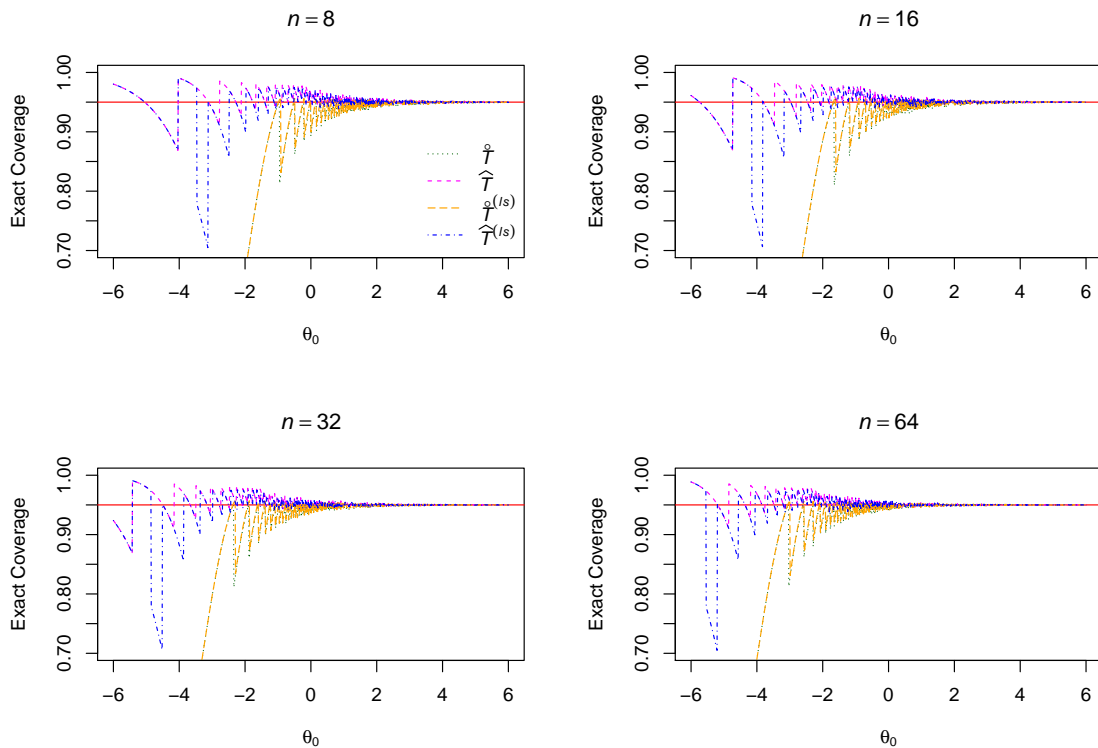 n = 8
n = 16
Exact Coverage
1.00
0.90
0.80
0.70
T̊
T̂
T̊(ls)
T̂(ls)
−6 −4 −2 0 2 4 6
θ0
Exact Coverage
1.00
0.90
0.80
0.70
−6 −4 −2 0 2 4 6
θ0
n = 32
n = 64
Exact Coverage
1.00
0.90
0.80
0.70
−6 −4 −2 0 2 4 6
θ0
Exact Coverage
1.00
0.90
0.80
0.70
−6 −4 −2 0 2 4 6
θ0